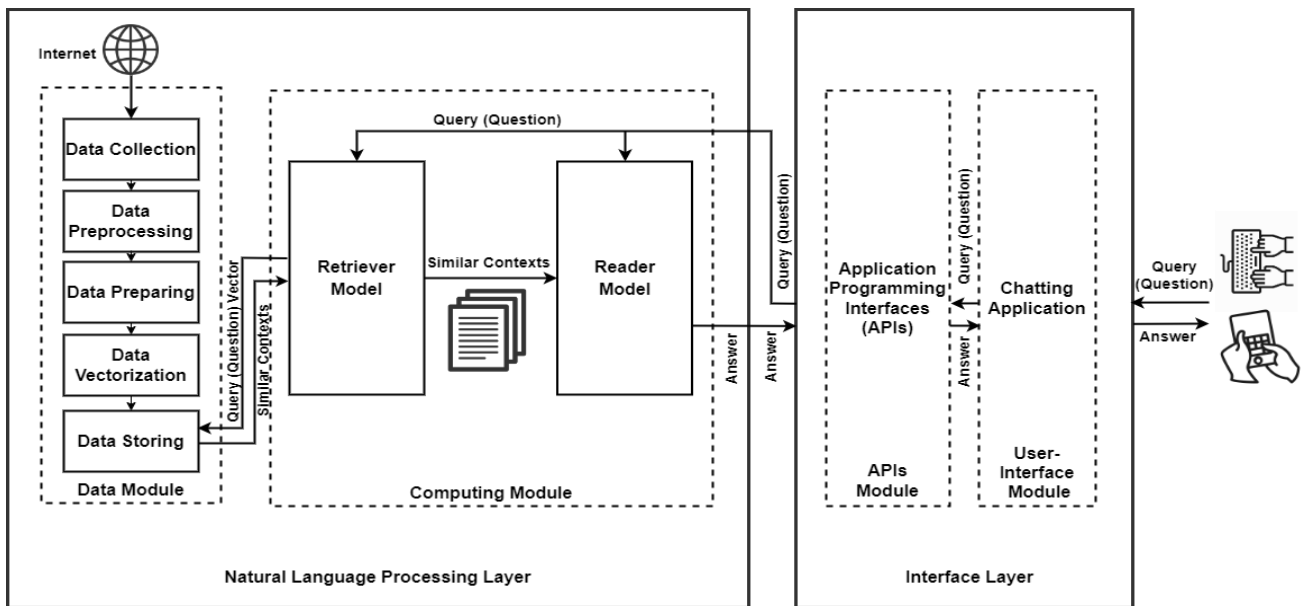 Internet
Data Collection
Data
Preprocessing
Data Preparing
Data
Vectorization
Data Storing
Data Module
Query (Question) Vector
Similar Contexts
Query (Question)
Retriever
Model
Similar Contexts
Reader
Model
Computing Module
Answer
Natural Language Processing Layer
Query (Question)
Answer
Application
Programming
Interfaces
(APIs)
APIs
Module
Query (Question)
Answer
Chatting
Application
User-
Interface
Module
Interface Layer
Query
(Question)
Answer